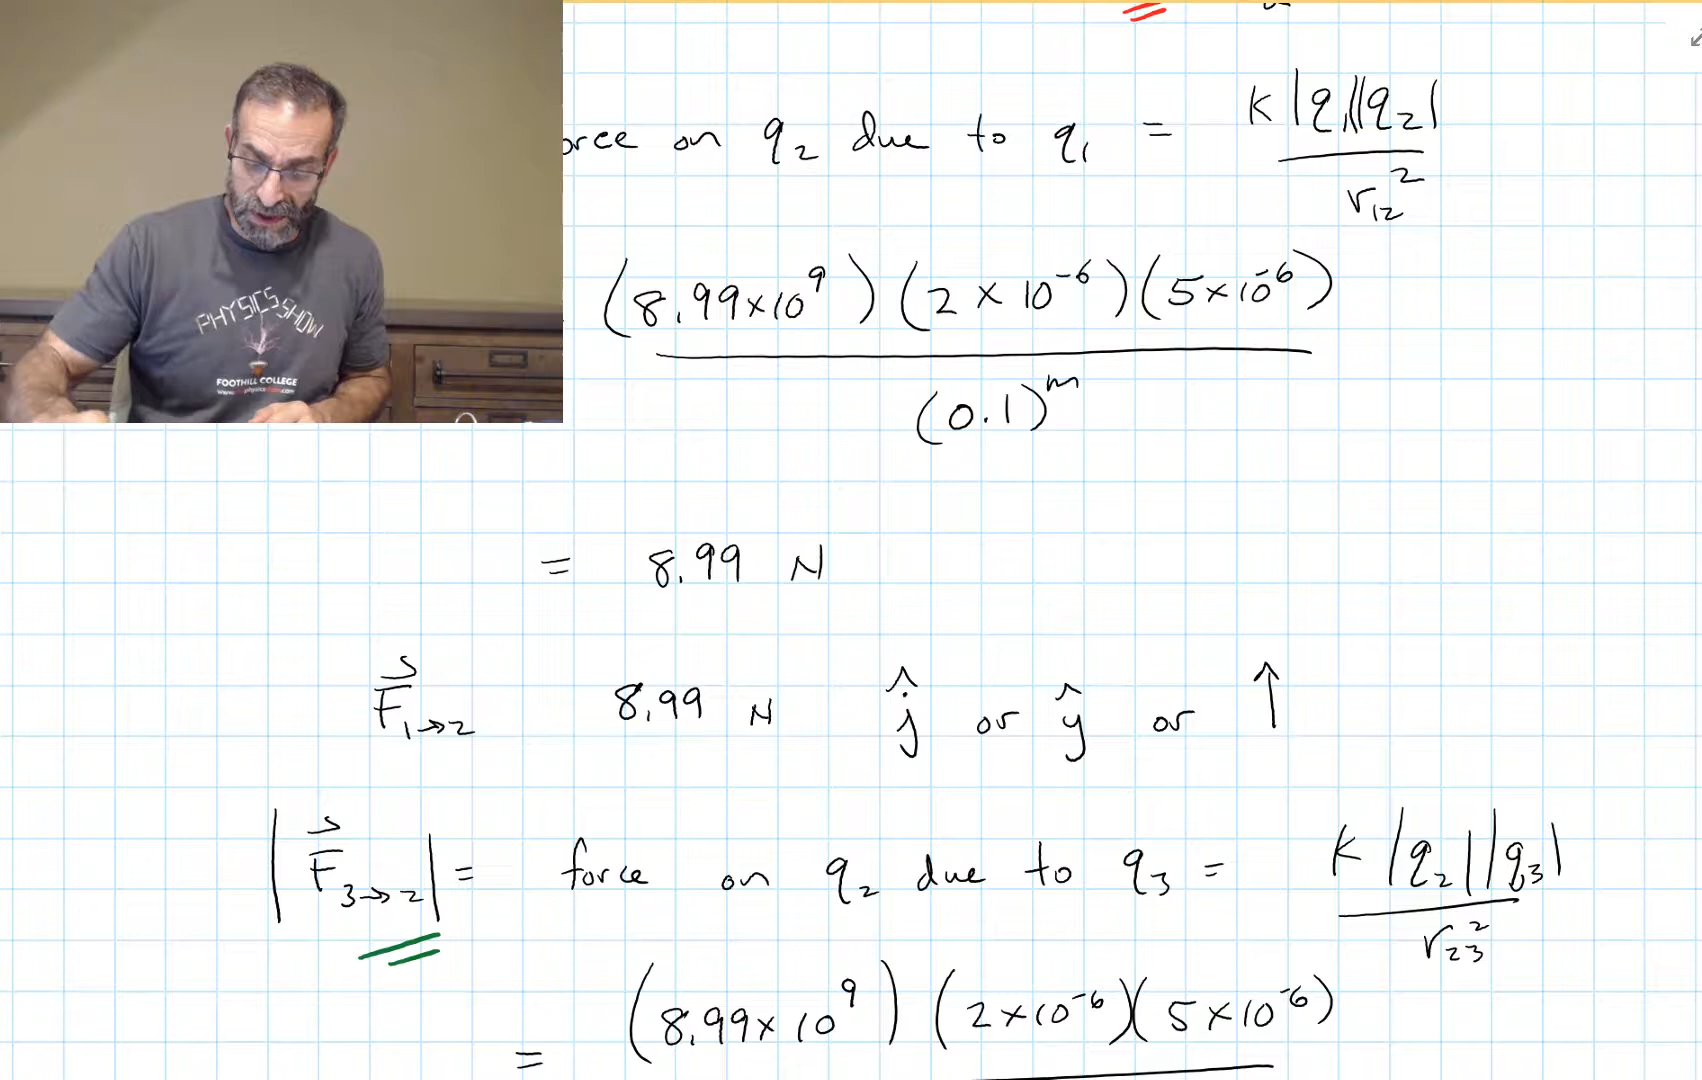 orce on q₂ due to q₁ = k|q₁||q₂|
r₁₂²
(8.99×10⁹)(2×10⁻⁶)(5×10⁻⁶)
(0.1)ᵐ
= 8.99 N
F⃗₁→₂ 8.99 N ĵ or ŷ or ↑
|F⃗₃→₂| = force on q₂ due to q₃ = k|q₂||q₃|
r₂₃²
= (8.99×10⁹)(2×10⁻⁶)(5×10⁻⁶)
PHYSICS SHOW
FOOTHILL COLLEGE